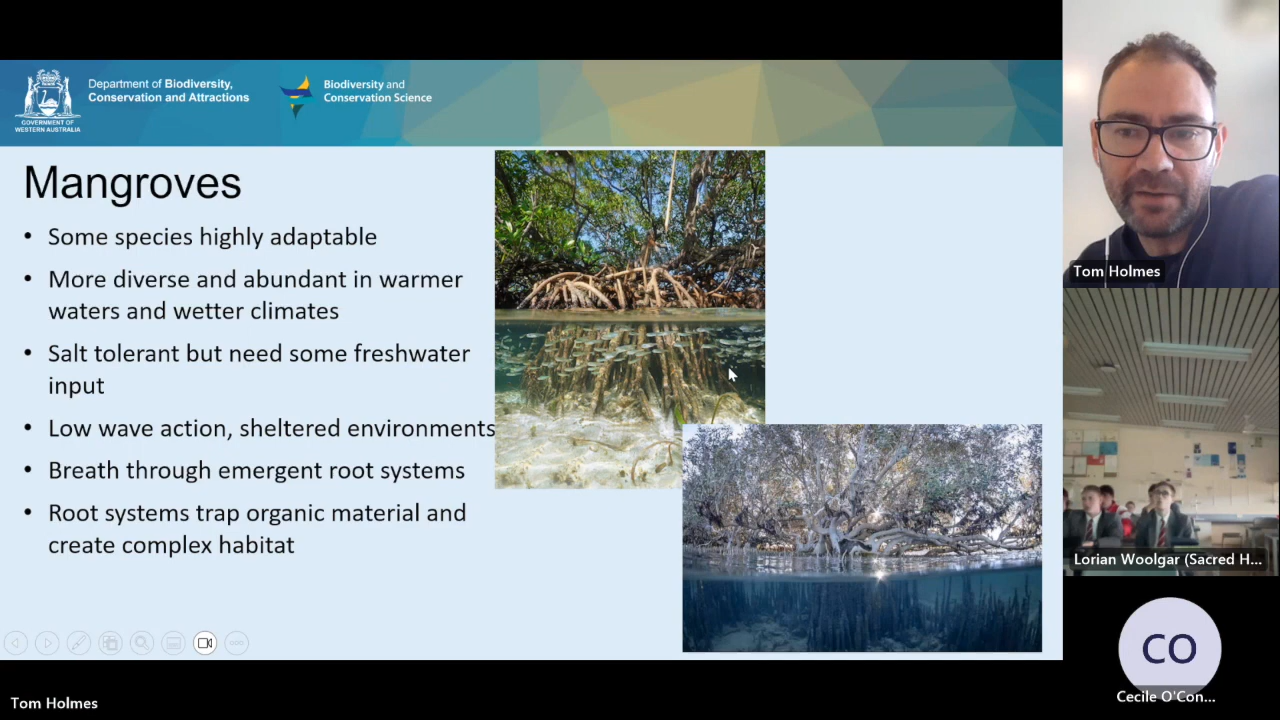 GOVERNMENT OF
WESTERN AUSTRALIA
Department of Biodiversity,
Conservation and Attractions
Biodiversity and
Conservation Science
Mangroves
• Some species highly adaptable
• More diverse and abundant in warmer
waters and wetter climates
• Salt tolerant but need some freshwater
input
• Low wave action, sheltered environments
• Breath through emergent root systems
• Root systems trap organic material and
create complex habitat
Tom Holmes
Tom Holmes
Lorian Woolgar (Sacred H...
CO
Cecile O'Con...